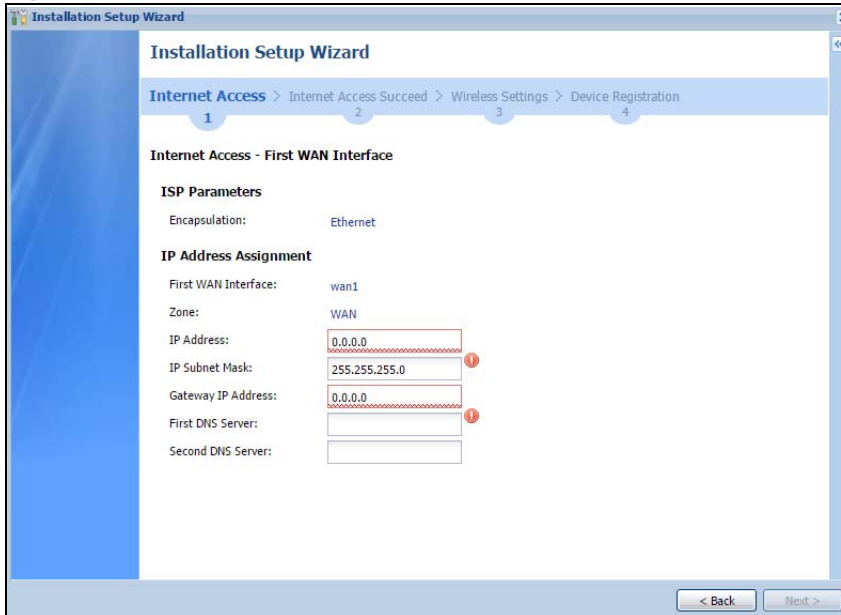 Installation Setup Wizard
Installation Setup Wizard
Internet Access > Internet Access Succeed > Wireless Settings > Device Registration
1 2 3 4
Internet Access - First WAN Interface
ISP Parameters
Encapsulation: Ethernet
IP Address Assignment
First WAN Interface: wan1
Zone: WAN
IP Address: 0.0.0.0
IP Subnet Mask: 255.255.255.0
Gateway IP Address: 0.0.0.0
First DNS Server:
Second DNS Server:
< Back Next >